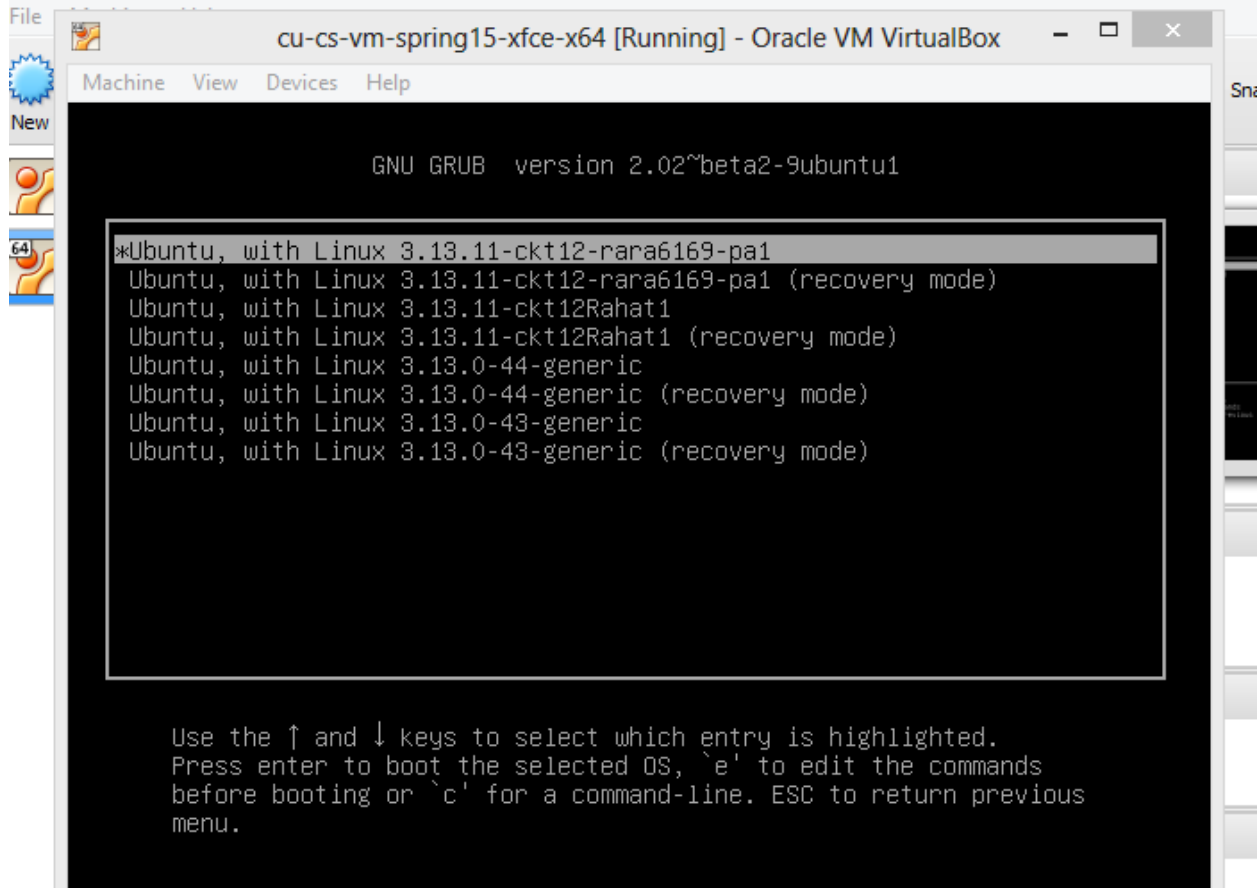 File
cu-cs-vm-spring15-xfce-x64 [Running] - Oracle VM VirtualBox
Machine View Devices Help
New
Sna
GNU GRUB version 2.02~beta2-9ubuntu1
64
*Ubuntu, with Linux 3.13.11-ckt12-rara6169-pa1
Ubuntu, with Linux 3.13.11-ckt12-rara6169-pa1 (recovery mode)
Ubuntu, with Linux 3.13.11-ckt12Rahat1
Ubuntu, with Linux 3.13.11-ckt12Rahat1 (recovery mode)
Ubuntu, with Linux 3.13.0-44-generic
Ubuntu, with Linux 3.13.0-44-generic (recovery mode)
Ubuntu, with Linux 3.13.0-43-generic
Ubuntu, with Linux 3.13.0-43-generic (recovery mode)
Use the ↑ and ↓ keys to select which entry is highlighted.
Press enter to boot the selected OS, `e' to edit the commands
before booting or `c' for a command-line. ESC to return previous
menu.